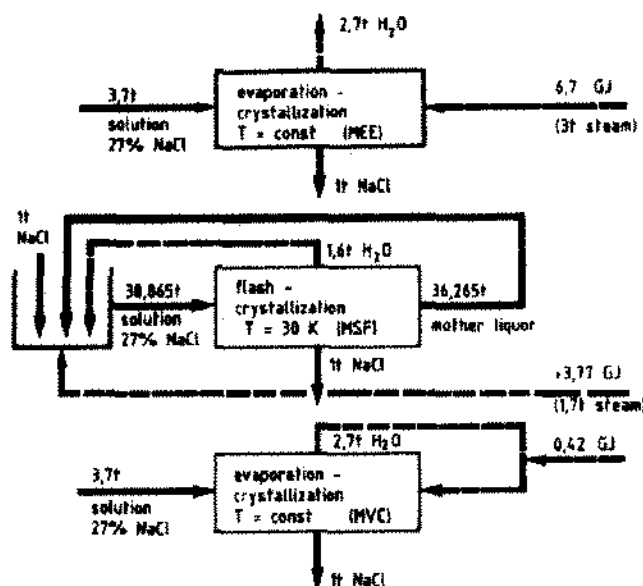 2,7t H₂O
3,7t
solution
27% NaCl
evaporation -
crystallization
T = const (MEE)
6,7 GJ
(3t steam)
1t NaCl
1t
NaCl
1,6t H₂O
38,865t
solution
27% NaCl
flash -
crystallization
T = 30 K (MSF)
36,265t
mother liquor
1t NaCl
+3,77 GJ
(1,7t steam)
2,7t H₂O
0,42 GJ
3,7t
solution
27% NaCl
evaporation -
crystallization
T = const (MVC)
1t NaCl